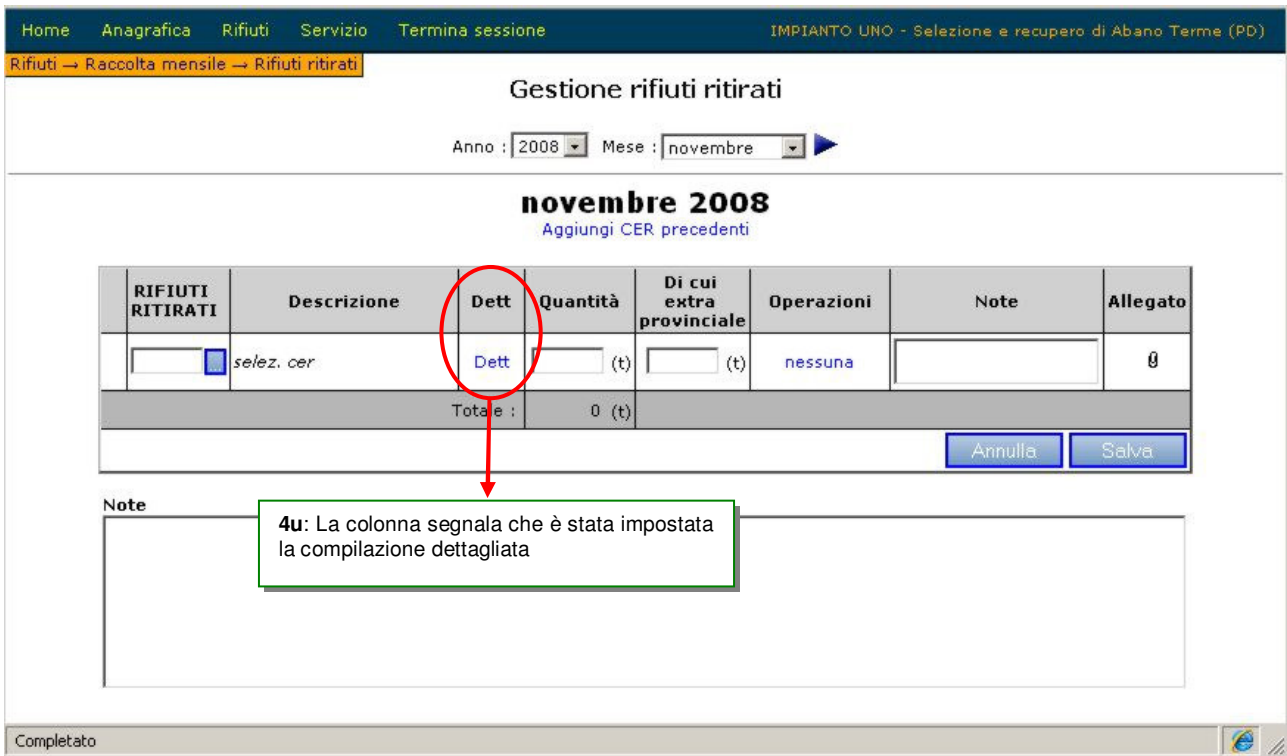 Home Anagrafica Rifiuti Servizio Termina sessione IMPIANTO UNO - Selezione e recupero di Abano Terme (PD)
Rifiuti → Raccolta mensile → Rifiuti ritirati
Gestione rifiuti ritirati
Anno : 2008 Mese : novembre
novembre 2008
Aggiungi CER precedenti
RIFIUTI RITIRATI Descrizione Dett Quantità Di cui extra provinciale Operazioni Note Allegato
selez. cer Dett (t) (t) nessuna
Totale : 0 (t)
Annulla Salva
Note
4u: La colonna segnala che è stata impostata
la compilazione dettagliata
Completato